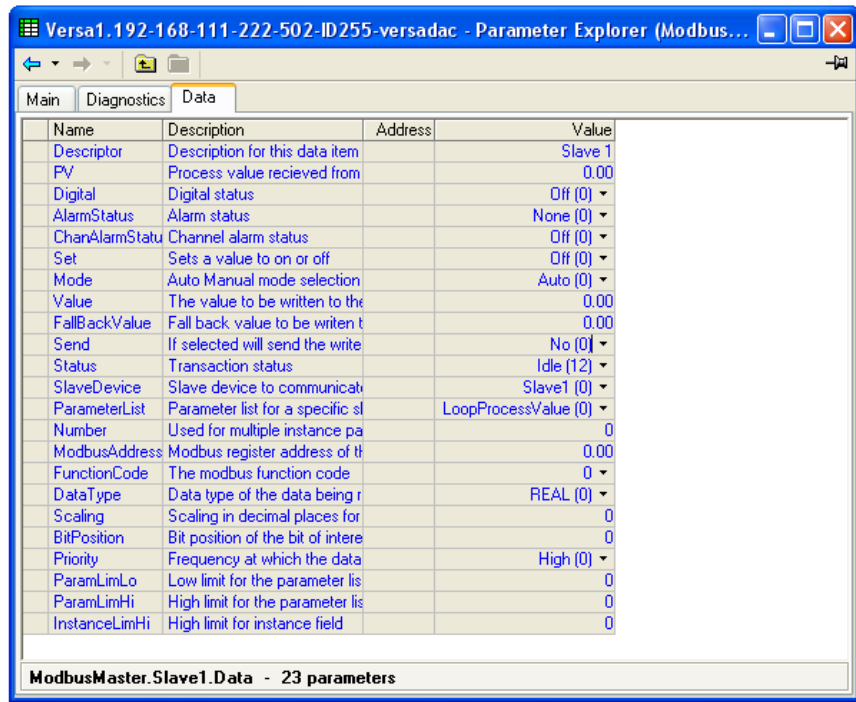 Versa1.192-168-111-222-502-ID255-versadac - Parameter Explorer (Modbus...
Main Diagnostics Data
Name Description Address Value
Descriptor Description for this data item Slave 1
PV Process value recieved from 0.00
Digital Digital status Off (0)
AlarmStatus Alarm status None (0)
ChanAlarmStatu Channel alarm status Off (0)
Set Sets a value to on or off Off (0)
Mode Auto Manual mode selection Auto (0)
Value The value to be written to the 0.00
FallBackValue Fall back value to be writen t 0.00
Send If selected will send the write No (0)
Status Transaction status Idle (12)
SlaveDevice Slave device to communicate Slave1 (0)
ParameterList Parameter list for a specific sl LoopProcessValue (0)
Number Used for multiple instance pa 0
ModbusAddress Modbus register address of th 0.00
FunctionCode The modbus function code 0
DataType Data type of the data being r REAL (0)
Scaling Scaling in decimal places for 0
BitPosition Bit position of the bit of intere 0
Priority Frequency at which the data High (0)
ParamLimLo Low limit for the parameter lis 0
ParamLimHi High limit for the parameter lis 0
InstanceLimHi High limit for instance field 0
ModbusMaster.Slave1.Data - 23 parameters